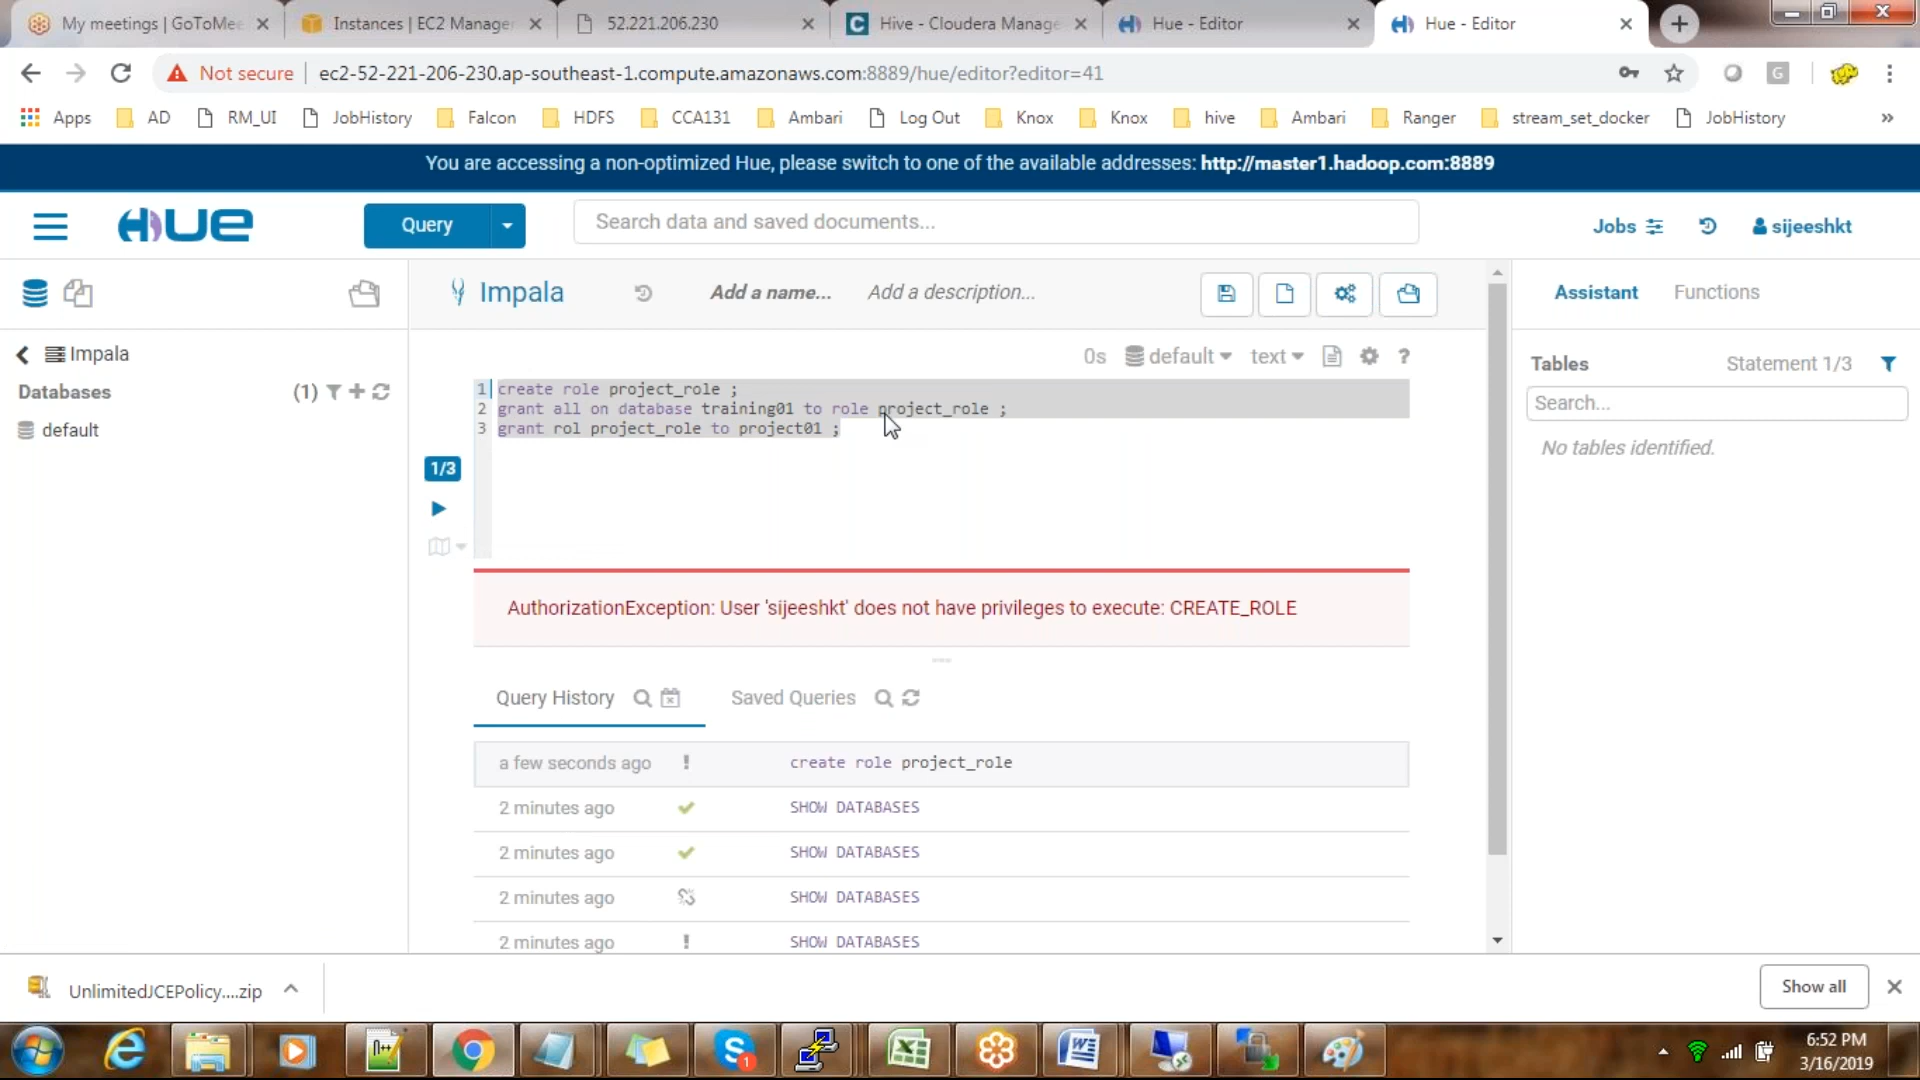 My meetings | GoToMee
Instances | EC2 Manager
52.221.206.230
Hive - Cloudera Manage
Hue - Editor
Hue - Editor
Not secure
ec2-52-221-206-230.ap-southeast-1.compute.amazonaws.com:8889/hue/editor?editor=41
Apps
AD
RM_UI
JobHistory
Falcon
HDFS
CCA131
Ambari
Log Out
Knox
Knox
hive
Ambari
Ranger
stream_set_docker
JobHistory
»
You are accessing a non-optimized Hue, please switch to one of the available addresses: http://master1.hadoop.com:8889
HUE
Query
Search data and saved documents...
Jobs
sijeeshkt
Impala
Add a name...
Add a description...
Assistant
Functions
Impala
Databases
(1)
default
0s
default
text
?
1 create role project_role ;
2 grant all on database training01 to role project_role ;
3 grant rol project_role to project01 ;
1/3
Tables
Statement 1/3
Search...
No tables identified.
AuthorizationException: User 'sijeeshkt' does not have privileges to execute: CREATE_ROLE
Query History
Saved Queries
a few seconds ago ! create role project_role
2 minutes ago SHOW DATABASES
2 minutes ago SHOW DATABASES
2 minutes ago SHOW DATABASES
2 minutes ago ! SHOW DATABASES
UnlimitedJCEPolicy....zip
Show all
6:52 PM
3/16/2019